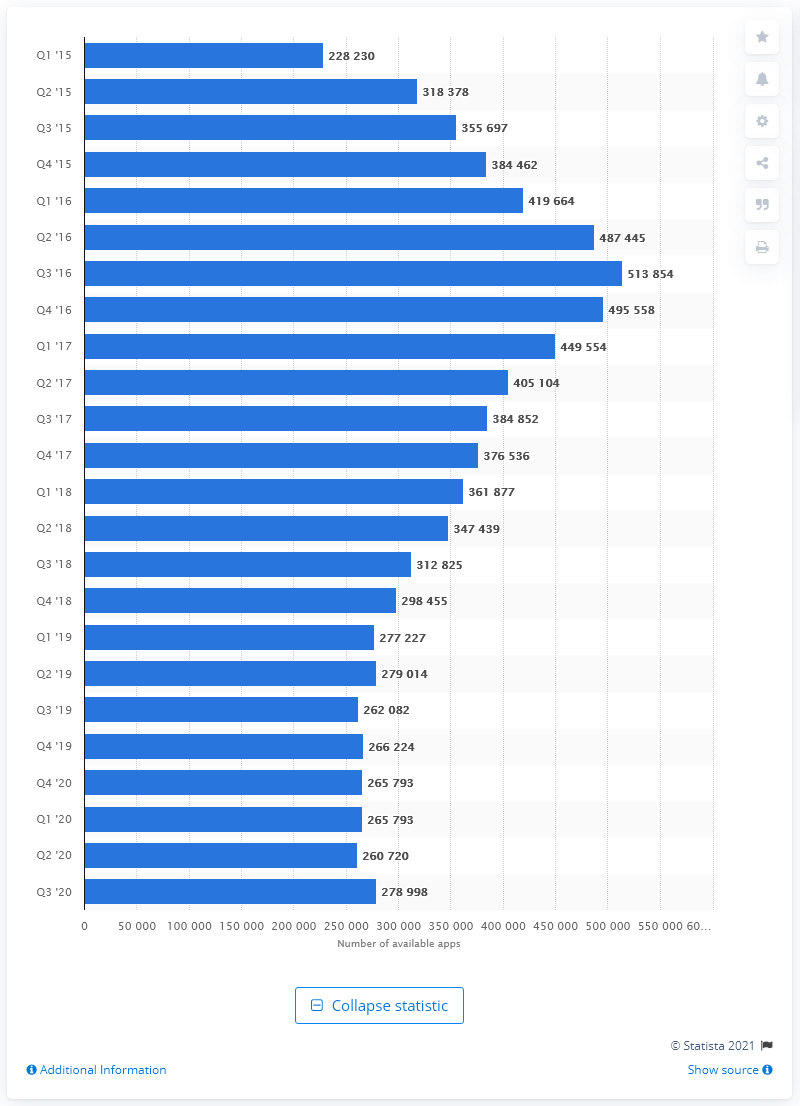 Q1 '15 228 230
Q2 '15 318 378
Q3 '15 355 697
Q4 '15 384 462
Q1 '16 419 664
Q2 '16 487 445
Q3 '16 513 854
Q4 '16 495 558
Q1 '17 449 554
Q2 '17 405 104
Q3 '17 384 852
Q4 '17 376 536
Q1 '18 361 877
Q2 '18 347 439
Q3 '18 312 825
Q4 '18 298 455
Q1 '19 277 227
Q2 '19 279 014
Q3 '19 262 082
Q4 '19 266 224
Q4 '20 265 793
Q1 '20 265 793
Q2 '20 260 720
Q3 '20 278 998
0 50 000 100 000 150 000 200 000 250 000 300 000 350 000 400 000 450 000 500 000 550 000 60...
Number of available apps
Collapse statistic
© Statista 2021
Additional Information Show source